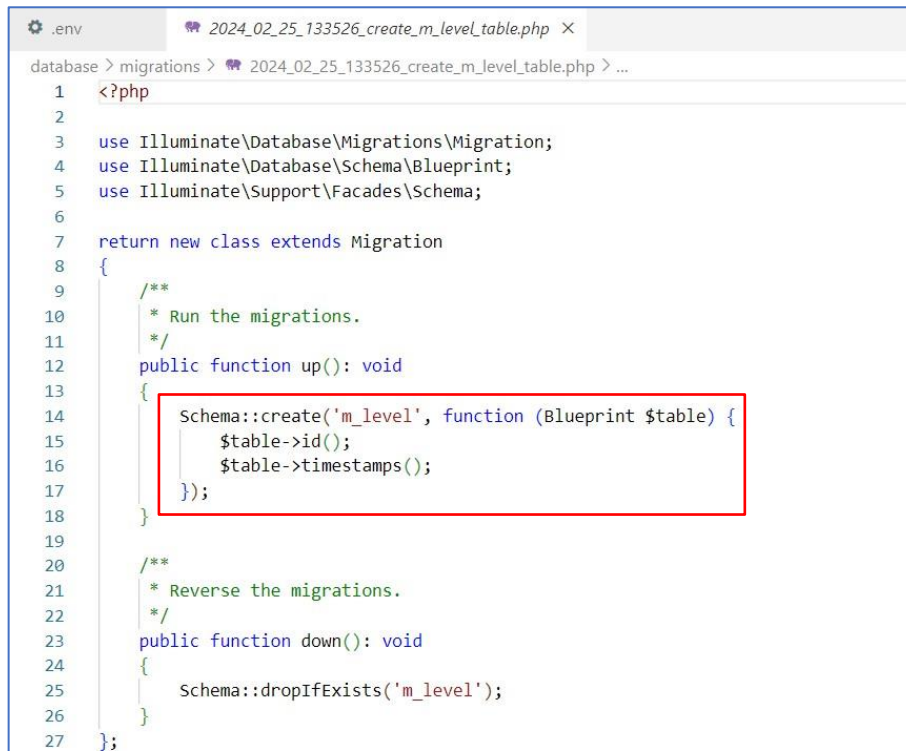 .env 2024_02_25_133526_create_m_level_table.php ×
database > migrations > 2024_02_25_133526_create_m_level_table.php > ...
1 <?php
2
3 use Illuminate\Database\Migrations\Migration;
4 use Illuminate\Database\Schema\Blueprint;
5 use Illuminate\Support\Facades\Schema;
6
7 return new class extends Migration
8 {
9 /**
10 * Run the migrations.
11 */
12 public function up(): void
13 {
14 Schema::create('m_level', function (Blueprint $table) {
15 $table->id();
16 $table->timestamps();
17 });
18 }
19
20 /**
21 * Reverse the migrations.
22 */
23 public function down(): void
24 {
25 Schema::dropIfExists('m_level');
26 }
27 };